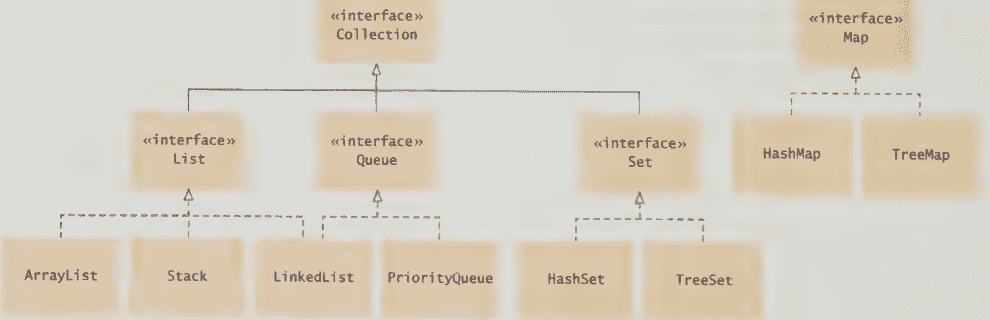 «interface»
Collection
«interface»
Map
«interface»
List
«interface»
Queue
«interface»
Set
HashMap
TreeMap
ArrayList
Stack
LinkedList
PriorityQueue
HashSet
TreeSet